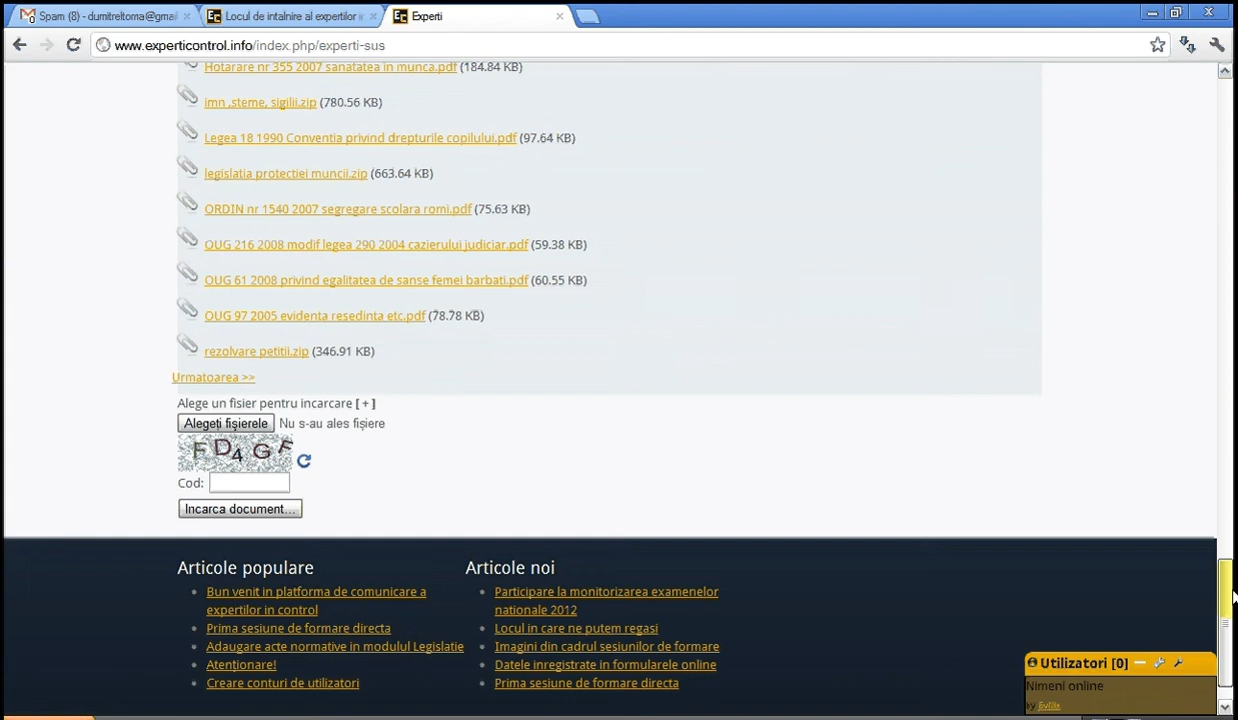 Spam (8) - dumitreltoma@gmai
Locul de intalnire al expertilor i
Experti
www.experticontrol.info/index.php/experti-sus
Hotarare nr 355 2007 sanatatea in munca.pdf (184.84 KB)
imn ,steme, sigilii.zip (780.56 KB)
Legea 18 1990 Conventia privind drepturile copilului.pdf (97.64 KB)
legislatia protectiei muncii.zip (663.64 KB)
ORDIN nr 1540 2007 segregare scolara romi.pdf (75.63 KB)
OUG 216 2008 modif legea 290 2004 cazierului judiciar.pdf (59.38 KB)
OUG 61 2008 privind egalitatea de sanse femei barbati.pdf (60.55 KB)
OUG 97 2005 evidenta resedinta etc.pdf (78.78 KB)
rezolvare petitii.zip (346.91 KB)
Urmatoarea >>
Alege un fisier pentru incarcare [ + ]
Alegeți fișierele Nu s-au ales fișiere
FD4GF
Cod:
Incarca document...
Articole populare
Bun venit in platforma de comunicare a
expertilor in control
Prima sesiune de formare directa
Adaugare acte normative in modulul Legislatie
Atenționare!
Creare conturi de utilizatori
Articole noi
Participare la monitorizarea examenelor
nationale 2012
Locul in care ne putem regasi
Imagini din cadrul sesiunilor de formare
Datele inregistrate in formularele online
Prima sesiune de formare directa
Utilizatori [0]
Nimeni online
by